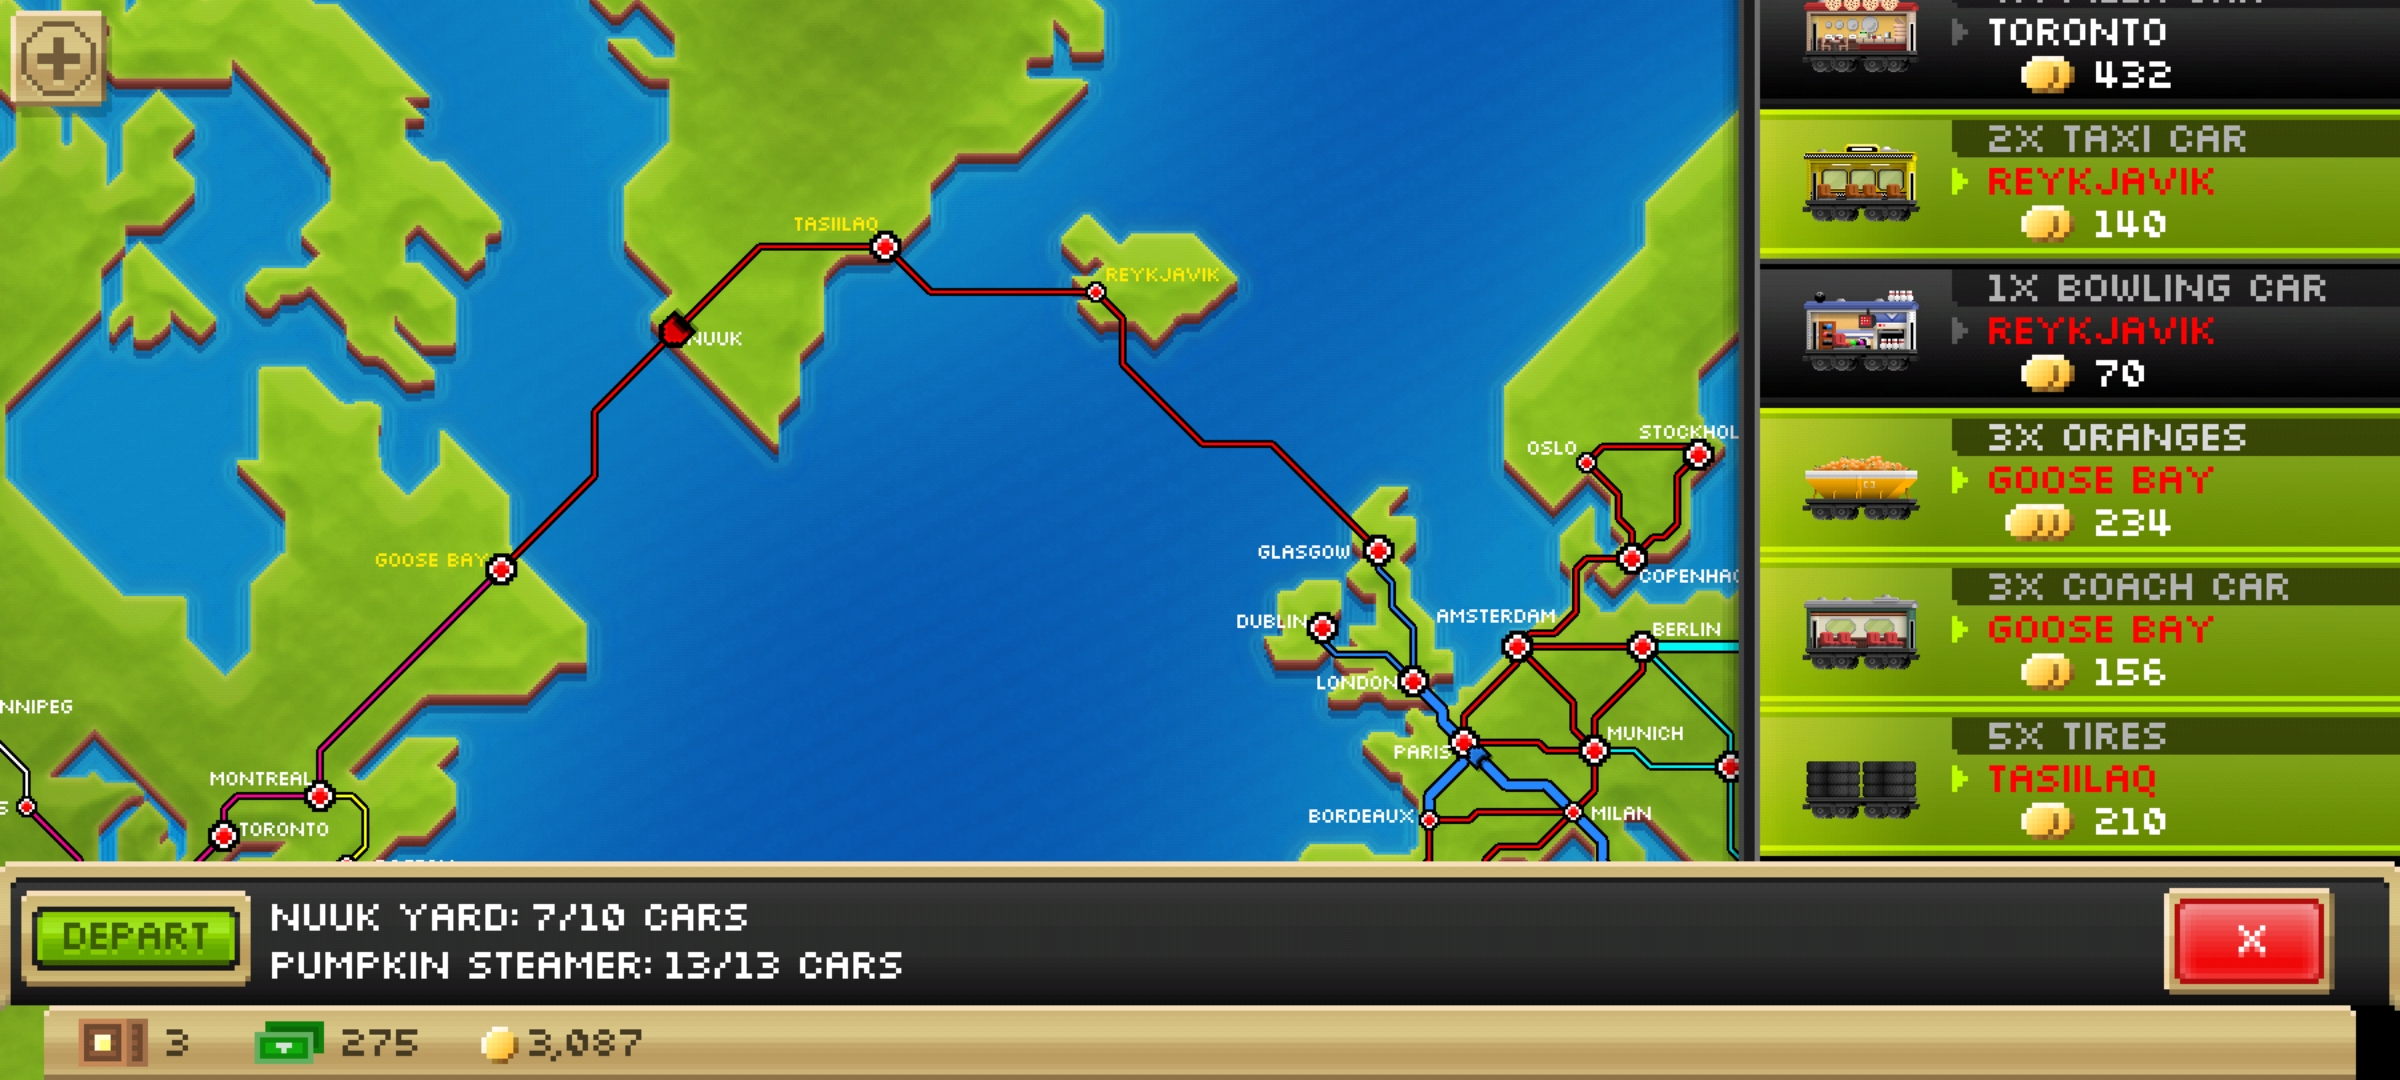 TORONTO
432
2X TAXI CAR
REYKJAVIK
140
1X BOWLING CAR
REYKJAVIK
70
3X ORANGES
GOOSE BAY
234
3X COACH CAR
GOOSE BAY
156
5X TIRES
TASIILAQ
210
TASIILAQ
REYKJAVIK
NUUK
STOCKHOL
OSLO
GOOSE BAY
GLASGOW
COPENHAG
DUBLIN
AMSTERDAM
BERLIN
LONDON
NNIPEG
MUNICH
PARIS
MONTREAL
S
TORONTO
BORDEAUX
MILAN
DEPART
NUUK YARD: 7/10 CARS
PUMPKIN STEAMER: 13/13 CARS
X
3
275
3,087